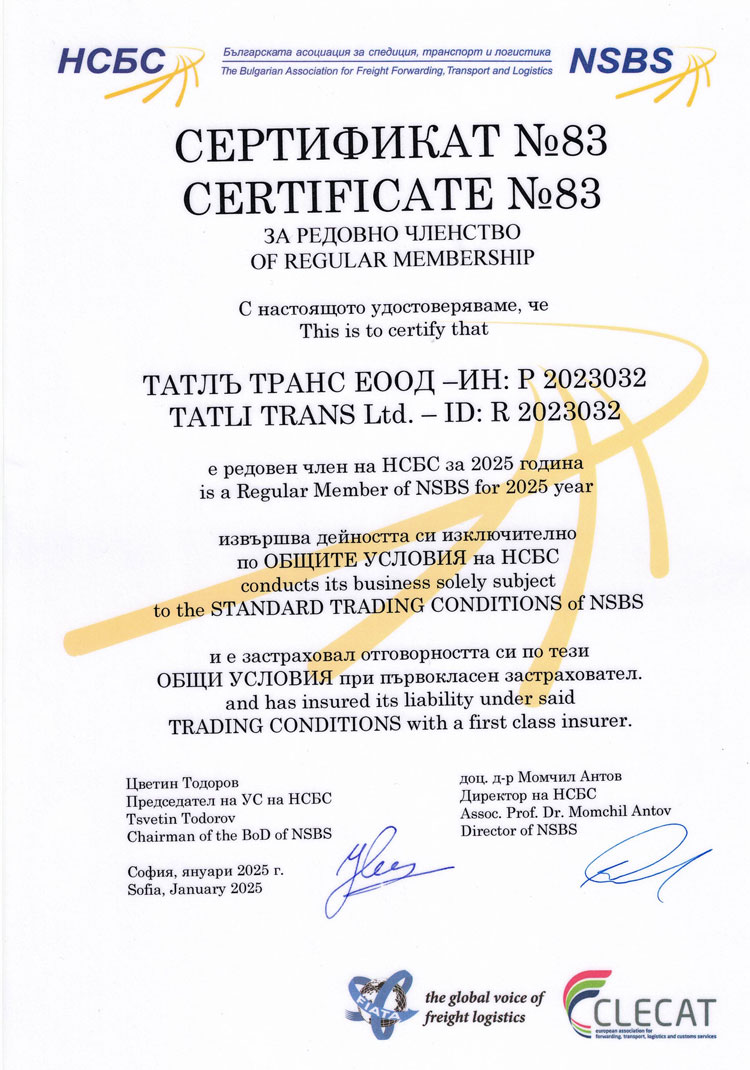 НСБС
Българската асоциация за спедиция, транспорт и логистика
The Bulgarian Association for Freight Forwarding, Transport and Logistics
NSBS
СЕРТИФИКАТ №83
CERTIFICATE №83
ЗА РЕДОВНО ЧЛЕНСТВО
OF REGULAR MEMBERSHIP
С настоящото удостоверяваме, че
This is to certify that
ТАТЛЪ ТРАНС ЕООД –ИН: Р 2023032
TATLI TRANS Ltd. – ID: R 2023032
е редовен член на НСБС за 2025 година
is a Regular Member of NSBS for 2025 year
извършва дейността си изключително
по ОБЩИТЕ УСЛОВИЯ на НСБС
conducts its business solely subject
to the STANDARD TRADING CONDITIONS of NSBS
и е застраховал отговорността си по тези
ОБЩИ УСЛОВИЯ при първокласен застраховател.
and has insured its liability under said
TRADING CONDITIONS with a first class insurer.
Цветин Тодоров
Председател на УС на НСБС
Tsvetin Todorov
Chairman of the BoD of NSBS
София, януари 2025 г.
Sofia, January 2025
доц. д-р Момчил Антов
Директор на НСБС
Assoc. Prof. Dr. Momchil Antov
Director of NSBS
FIATA
the global voice of
freight logistics
CLECAT
european association for
forwarding, transport, logistics and customs services